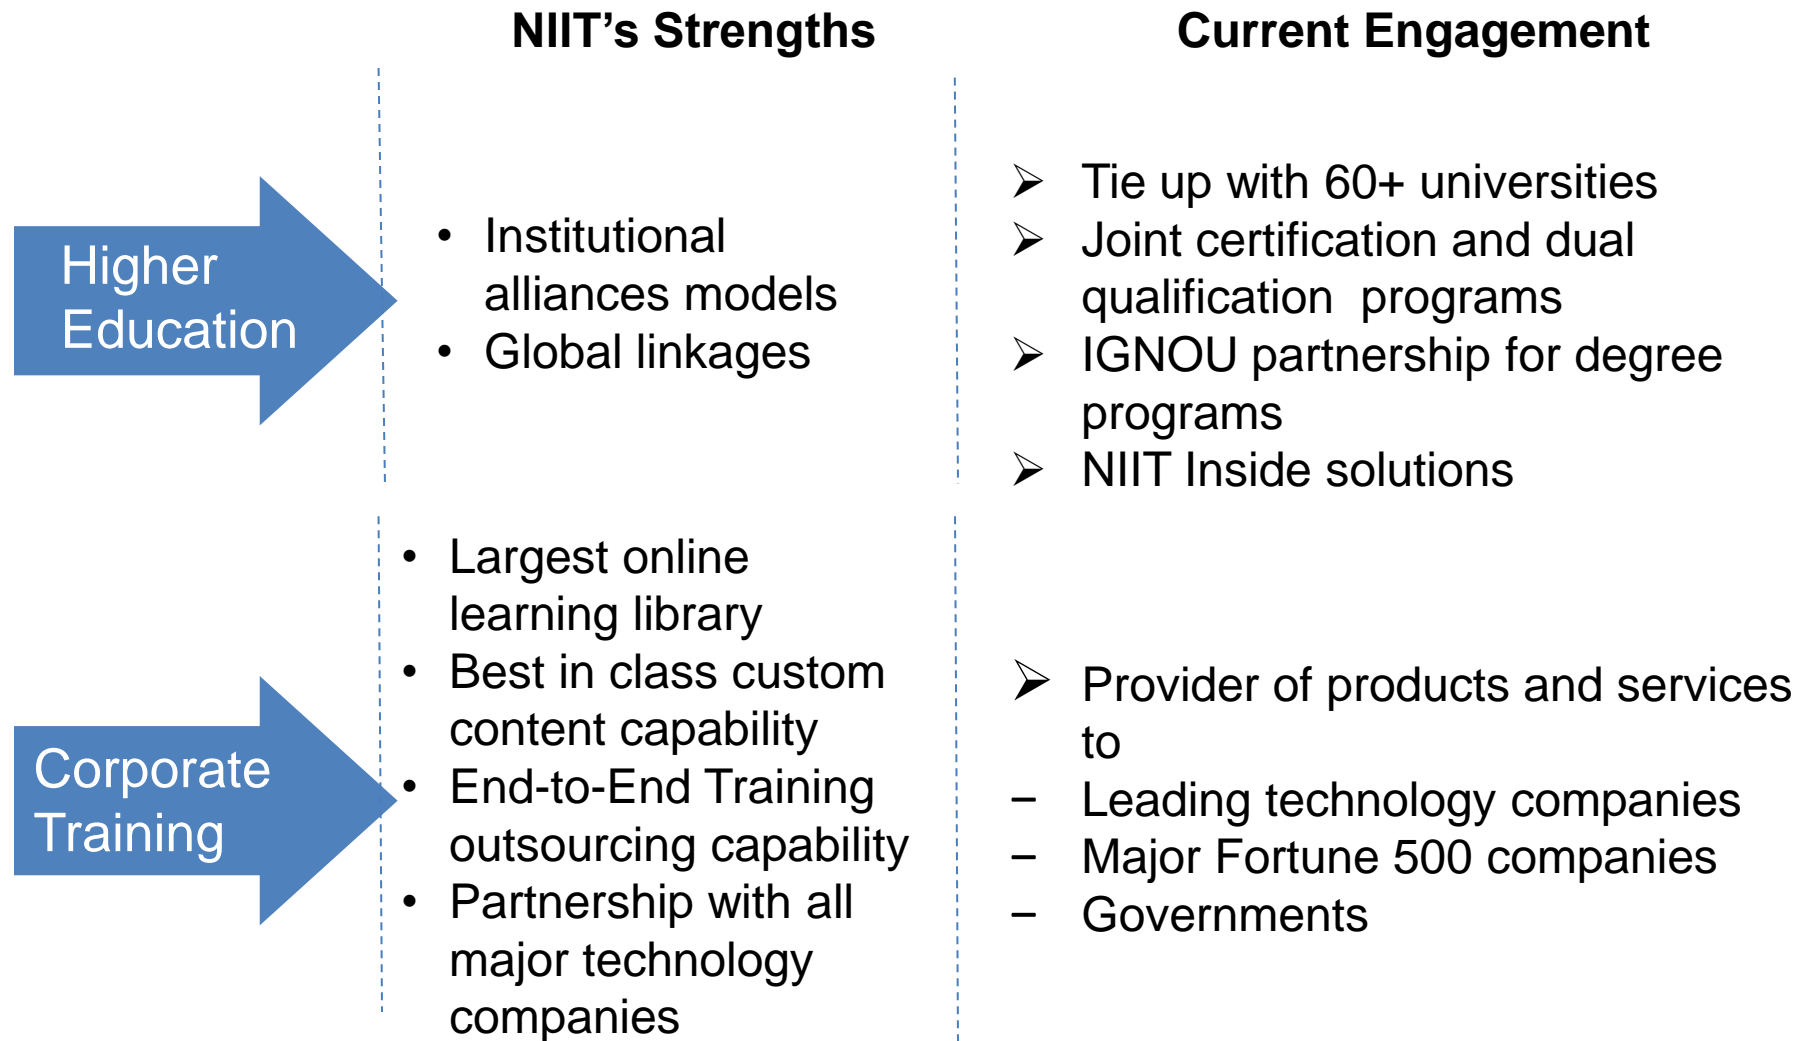 NIIT’s Strengths
Current Engagement
Higher
Education
• Institutional
alliances models
• Global linkages
➢ Tie up with 60+ universities
➢ Joint certification and dual
qualification programs
➢ IGNOU partnership for degree
programs
➢ NIIT Inside solutions
Corporate
Training
• Largest online
learning library
• Best in class custom
content capability
• End-to-End Training
outsourcing capability
• Partnership with all
major technology
companies
➢ Provider of products and services
to
− Leading technology companies
− Major Fortune 500 companies
− Governments